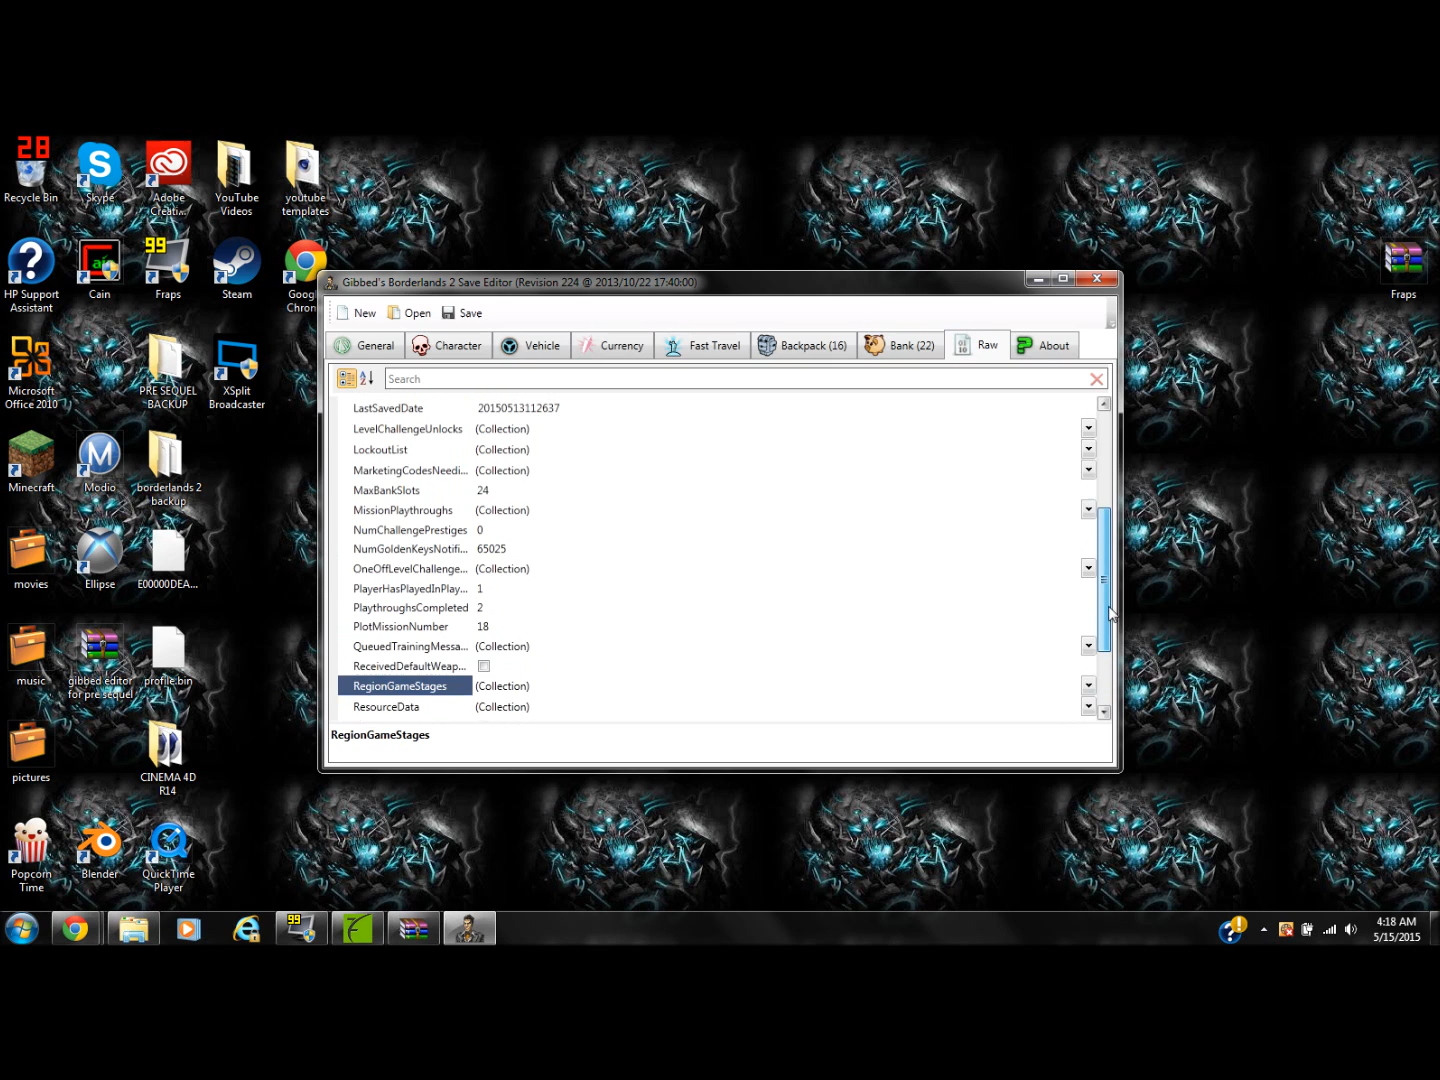 28
Recycle Bin
Skype
Adobe Creati...
YouTube Videos
youtube templates
HP Support Assistant
Cain
99
Fraps
Steam
Googl Chron
Fraps
Microsoft Office 2010
PRE SEQUEL BACKUP
XSplit Broadcaster
Minecraft
Modio
borderlands 2 backup
movies
Ellipse
E00000DEA...
music
gibbed editor for pre sequel
profile.bin
pictures
CINEMA 4D R14
Popcorn Time
Blender
QuickTime Player
Gibbed's Borderlands 2 Save Editor (Revision 224 @ 2013/10/22 17:40:00)
New Open Save
General Character Vehicle Currency Fast Travel Backpack (16) Bank (22) Raw About
Search
LastSavedDate 20150513112637
LevelChallengeUnlocks (Collection)
LockoutList (Collection)
MarketingCodesNeedi... (Collection)
MaxBankSlots 24
MissionPlaythroughs (Collection)
NumChallengePrestiges 0
NumGoldenKeysNotifi... 65025
OneOffLevelChallenge... (Collection)
PlayerHasPlayedInPlay... 1
PlaythroughsCompleted 2
PlotMissionNumber 18
QueuedTrainingMessa... (Collection)
ReceivedDefaultWeap...
RegionGameStages (Collection)
ResourceData (Collection)
RegionGameStages
99
4:18 AM
5/15/2015